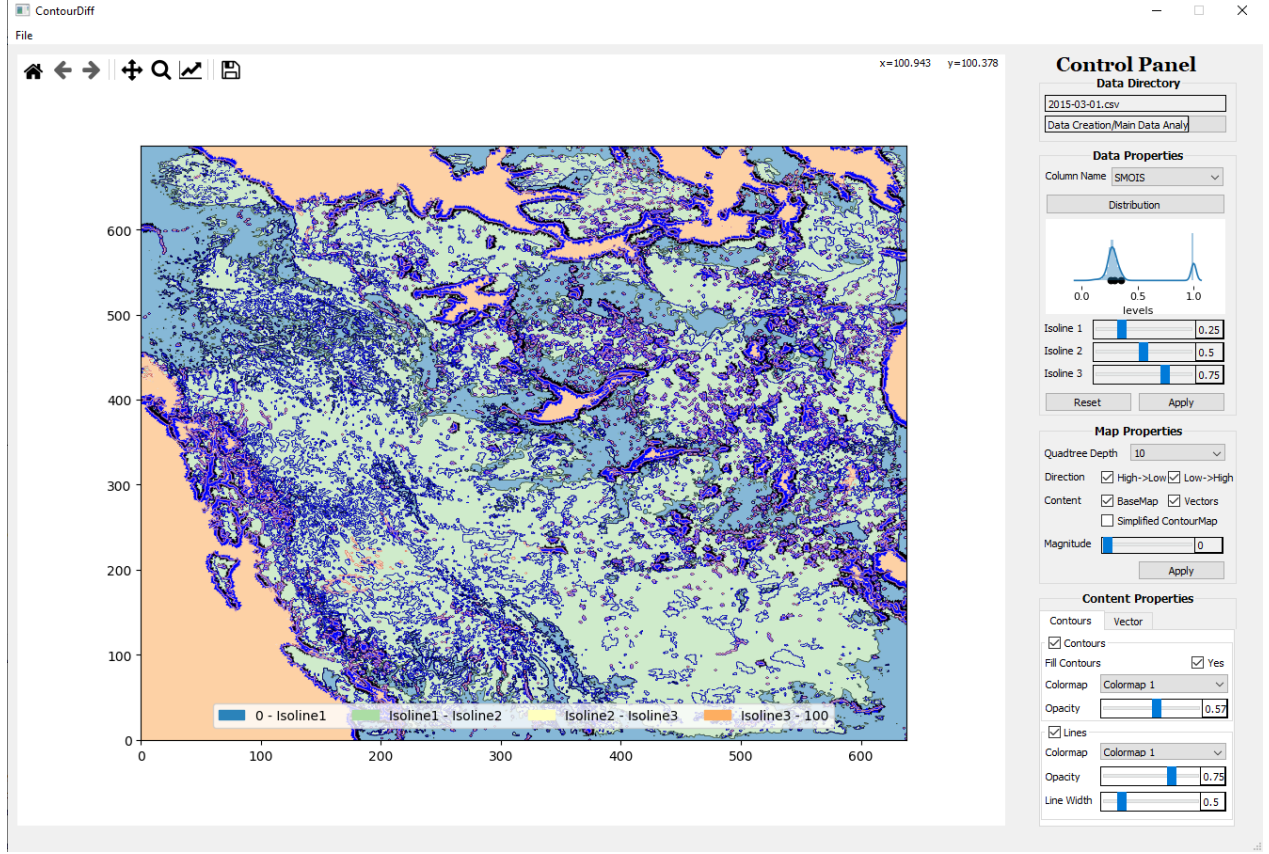 ContourDiff
File
x=100.943 y=100.378
600
500
400
300
200
100
0
0 100 200 300 400 500 600
0 - Isoline1 Isoline1 - Isoline2 Isoline2 - Isoline3 Isoline3 - 100
Control Panel
Data Directory
2015-03-01.csv
Data Creation/Main Data Analy
Data Properties
Column Name SMOIS
Distribution
0.0 0.5 1.0
levels
Isoline 1 0.25
Isoline 2 0.5
Isoline 3 0.75
Reset Apply
Map Properties
Quadtree Depth 10
Direction High->Low Low->High
Content BaseMap Vectors
Simplified ContourMap
Magnitude 0
Apply
Content Properties
Contours Vector
Contours
Fill Contours Yes
Colormap Colormap 1
Opacity 0.57
Lines
Colormap Colormap 1
Opacity 0.75
Line Width 0.5